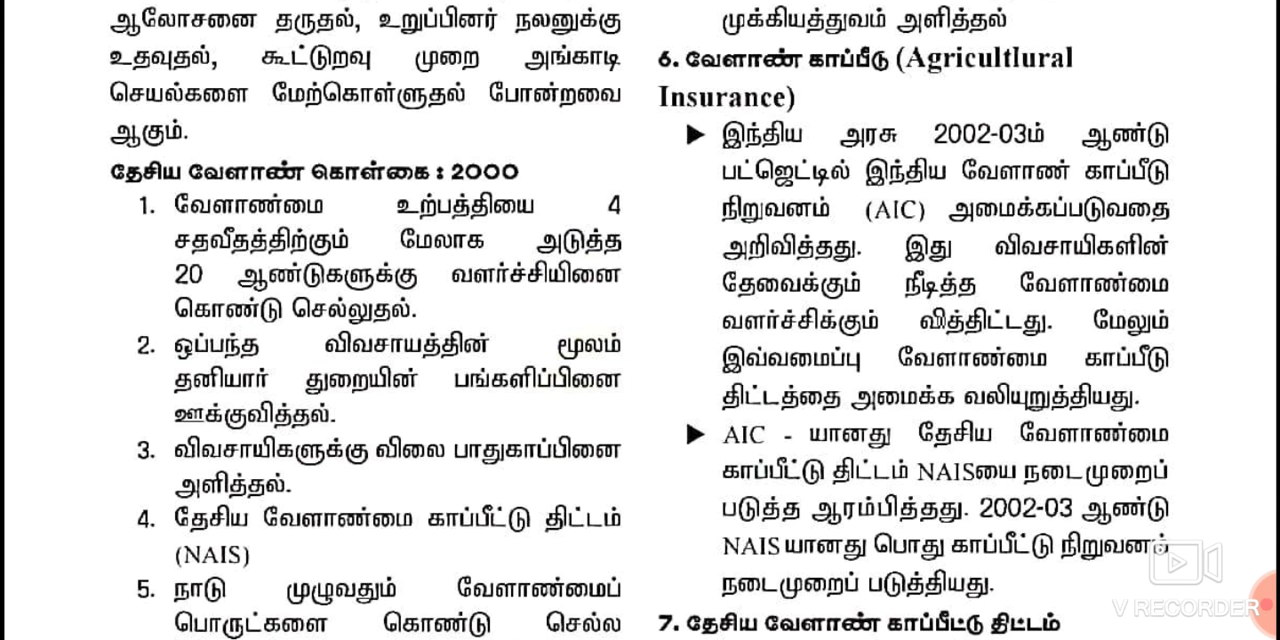 ஆலோசனை தருதல், உறுப்பினர் நலனுக்கு
உதவுதல், கூட்டுறவு முறை அங்காடி
செயல்களை மேற்கொள்ளுதல் போன்றவை
ஆகும்.
தேசிய வேளாண் கொள்கை : 2000
1. வேளாண்மை உற்பத்தியை 4
சதவீதத்திற்கும் மேலாக அடுத்த
20 ஆண்டுகளுக்கு வளர்ச்சியினை
கொண்டு செல்லுதல்.
2. ஒப்பந்த விவசாயத்தின் மூலம்
தனியார் துறையின் பங்களிப்பினை
ஊக்குவித்தல்.
3. விவசாயிகளுக்கு விலை பாதுகாப்பினை
அளித்தல்.
4. தேசிய வேளாண்மை காப்பீட்டு திட்டம்
(NAIS)
5. நாடு முழுவதும் வேளாண்மைப்
பொருட்களை கொண்டு செல்ல
முக்கியத்துவம் அளித்தல்
6. வேளாண் காப்பீடு (Agricultlural
Insurance)
▶ இந்திய அரசு 2002-03ம் ஆண்டு
பட்ஜெட்டில் இந்திய வேளாண் காப்பீடு
நிறுவனம் (AIC) அமைக்கப்படுவதை
அறிவித்தது. இது விவசாயிகளின்
தேவைக்கும் நீடித்த வேளாண்மை
வளர்ச்சிக்கும் வித்திட்டது. மேலும்
இவ்வமைப்பு வேளாண்மை காப்பீடு
திட்டத்தை அமைக்க வலியுறுத்தியது.
▶ AIC - யானது தேசிய வேளாண்மை
காப்பீட்டு திட்டம் NAISயை நடைமுறைப்
படுத்த ஆரம்பித்தது. 2002-03 ஆண்டு
NAIS யானது பொது காப்பீட்டு நிறுவனம்
நடைமுறைப் படுத்தியது.
7. தேசிய வேளாண் காப்பீட்டு திட்டம்
V RECORDER